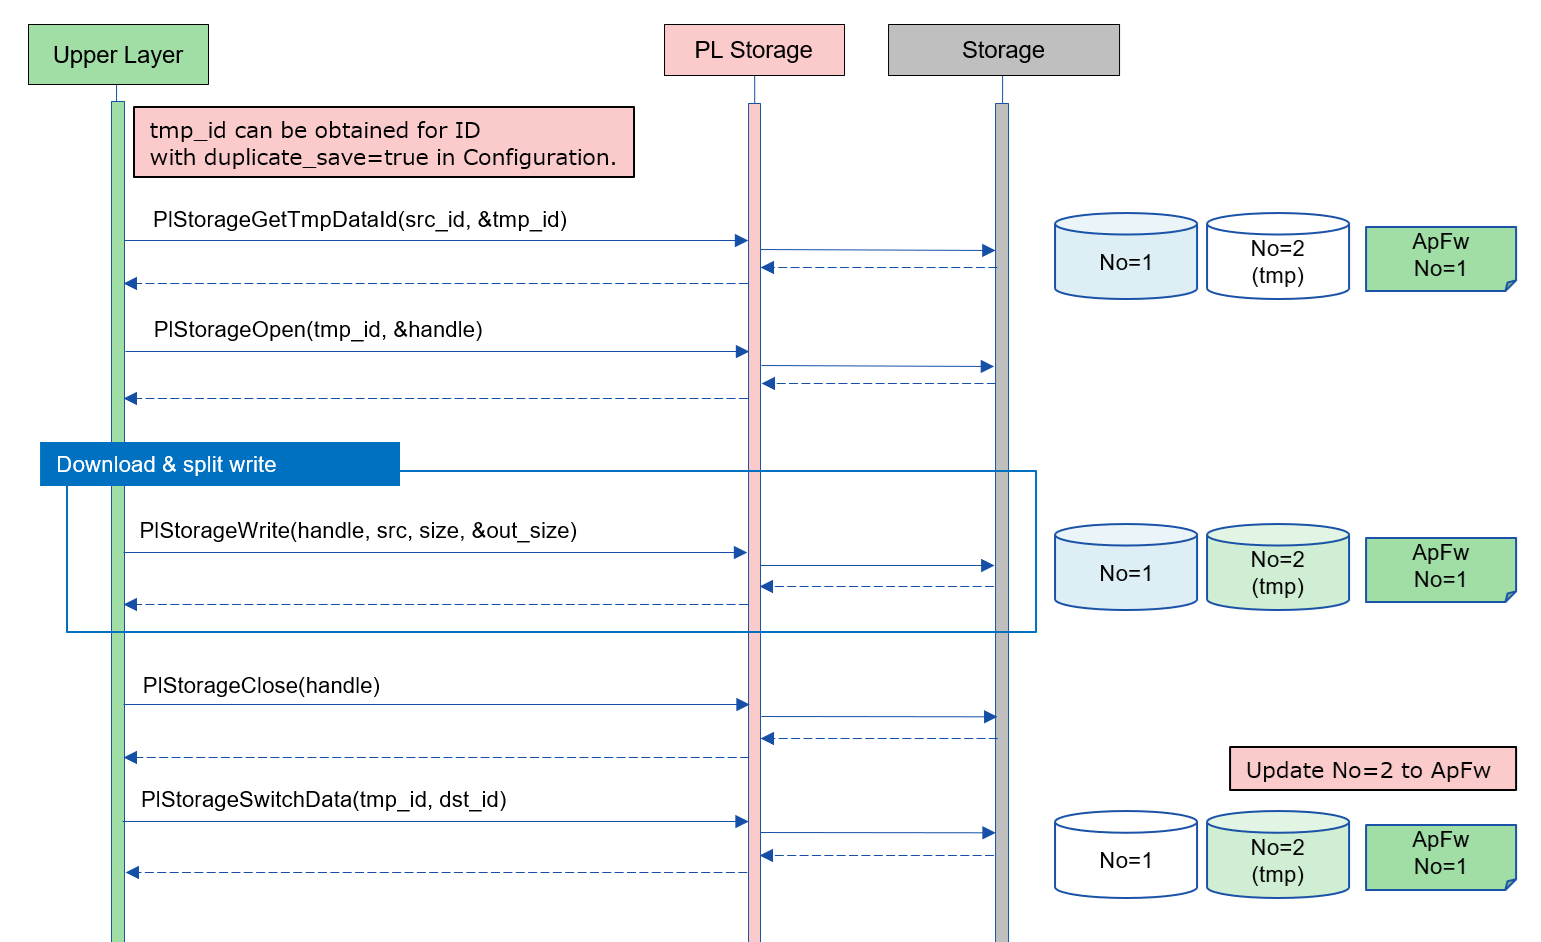 Upper Layer
PL Storage
Storage
tmp_id can be obtained for ID
with duplicate_save=true in Configuration.
PlStorageGetTmpDataId(src_id, &tmp_id)
No=1
No=2
(tmp)
ApFw
No=1
PlStorageOpen(tmp_id, &handle)
Download & split write
PlStorageWrite(handle, src, size, &out_size)
No=1
No=2
(tmp)
ApFw
No=1
PlStorageClose(handle)
Update No=2 to ApFw
PlStorageSwitchData(tmp_id, dst_id)
No=1
No=2
(tmp)
ApFw
No=1